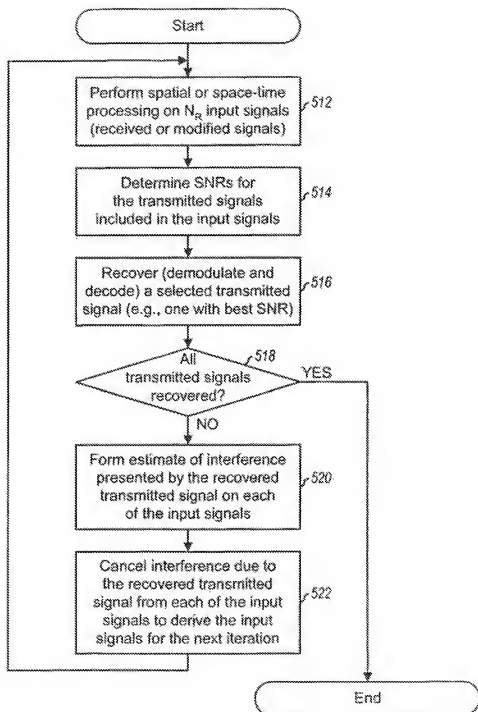 Start
Perform spatial or space-time
processing on NR input signals
(received or modified signals)
512
Determine SNRs for
the transmitted signals
included in the input signals
514
Recover (demodulate and
decode) a selected transmitted
signal (e.g., one with best SNR)
516
All
transmitted signals
recovered?
518
YES
NO
Form estimate of interference
presented by the recovered
transmitted signal on each
of the input signals
520
Cancel interference due to
the recovered transmitted
signal from each of the input
signals to derive the input
signals for the next iteration
522
End